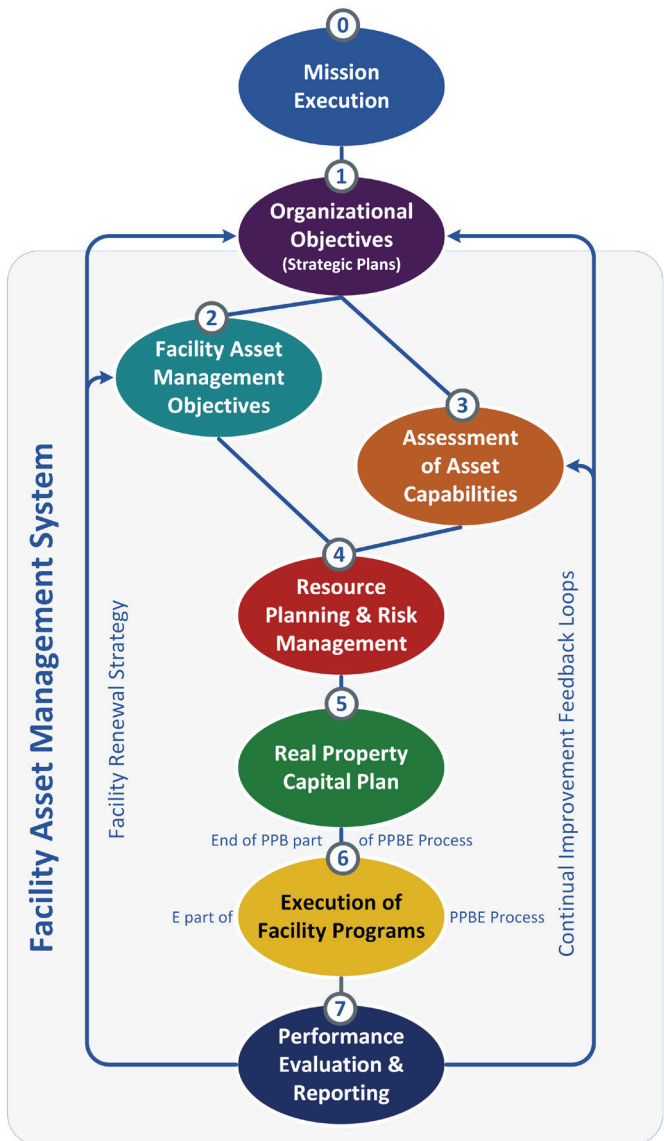 0
Mission
Execution
1
Organizational
Objectives
(Strategic Plans)
2
Facility Asset
Management
Objectives
3
Assessment
of Asset
Capabilities
4
Resource
Planning & Risk
Management
5
Real Property
Capital Plan
End of PPB part of PPBE Process
6
E part of
Execution of
Facility Programs
PPBE Process
7
Performance
Evaluation &
Reporting
Facility Asset Management System
Facility Renewal Strategy
Continual Improvement Feedback Loops